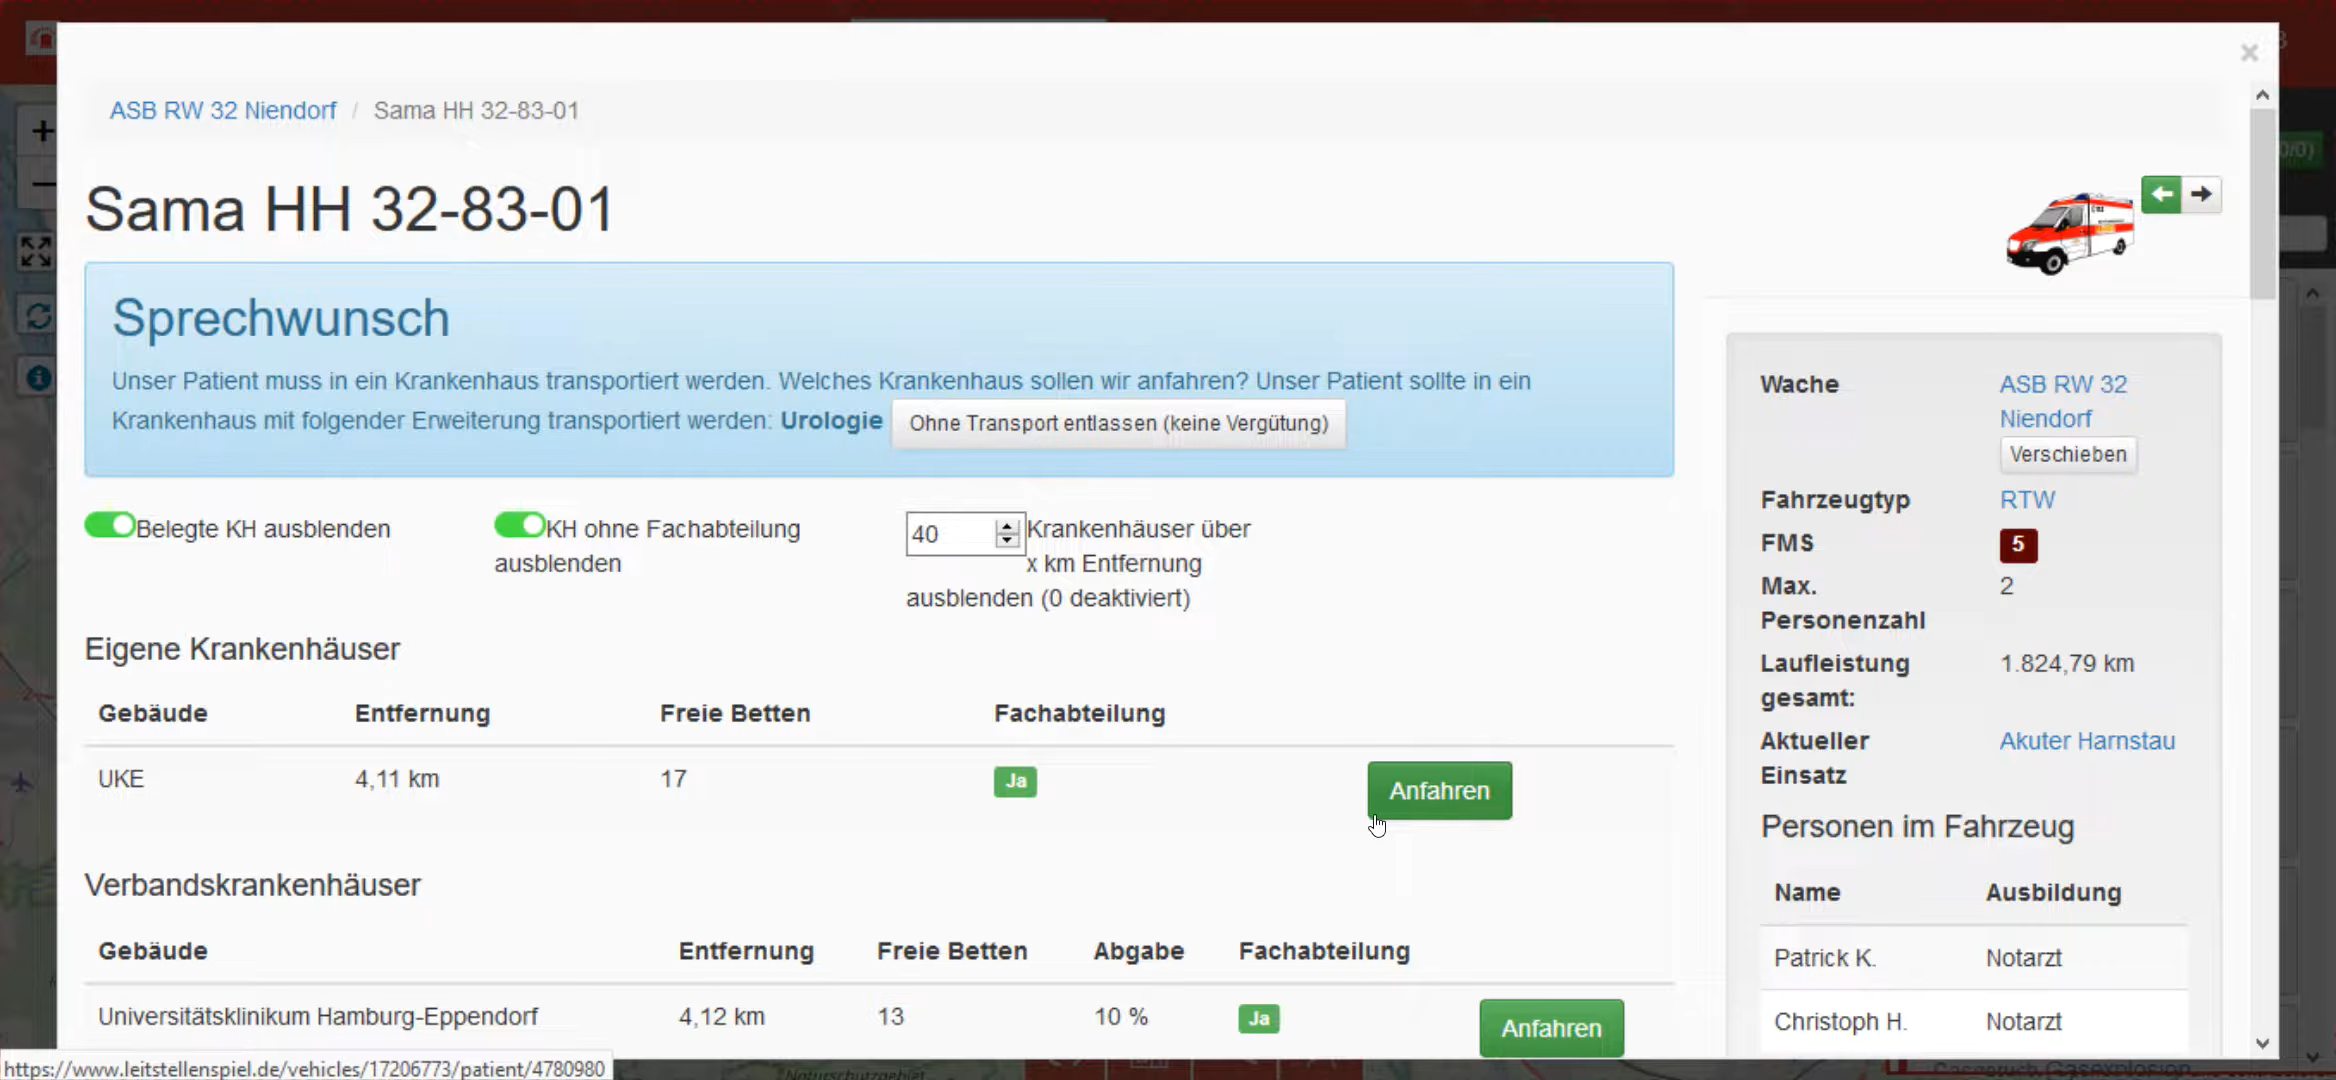 ASB RW 32 Niendorf / Sama HH 32-83-01
Sama HH 32-83-01
Sprechwunsch
Unser Patient muss in ein Krankenhaus transportiert werden. Welches Krankenhaus sollen wir anfahren? Unser Patient sollte in ein
Krankenhaus mit folgender Erweiterung transportiert werden: Urologie Ohne Transport entlassen (keine Vergütung)
Belegte KH ausblenden
KH ohne Fachabteilung
ausblenden
40 Krankenhäuser über
x km Entfernung
ausblenden (0 deaktiviert)
Eigene Krankenhäuser
Gebäude Entfernung Freie Betten Fachabteilung
UKE 4,11 km 17 Ja Anfahren
Verbandskrankenhäuser
Gebäude Entfernung Freie Betten Abgabe Fachabteilung
Universitätsklinikum Hamburg-Eppendorf 4,12 km 13 10 % Ja Anfahren
Wache ASB RW 32
Niendorf
Verschieben
Fahrzeugtyp RTW
FMS 5
Max. 2
Personenzahl
Laufleistung 1.824,79 km
gesamt:
Aktueller Akuter Harnstau
Einsatz
Personen im Fahrzeug
Name Ausbildung
Patrick K. Notarzt
Christoph H. Notarzt
https://www.leitstellenspiel.de/vehicles/17206773/patient/4780980